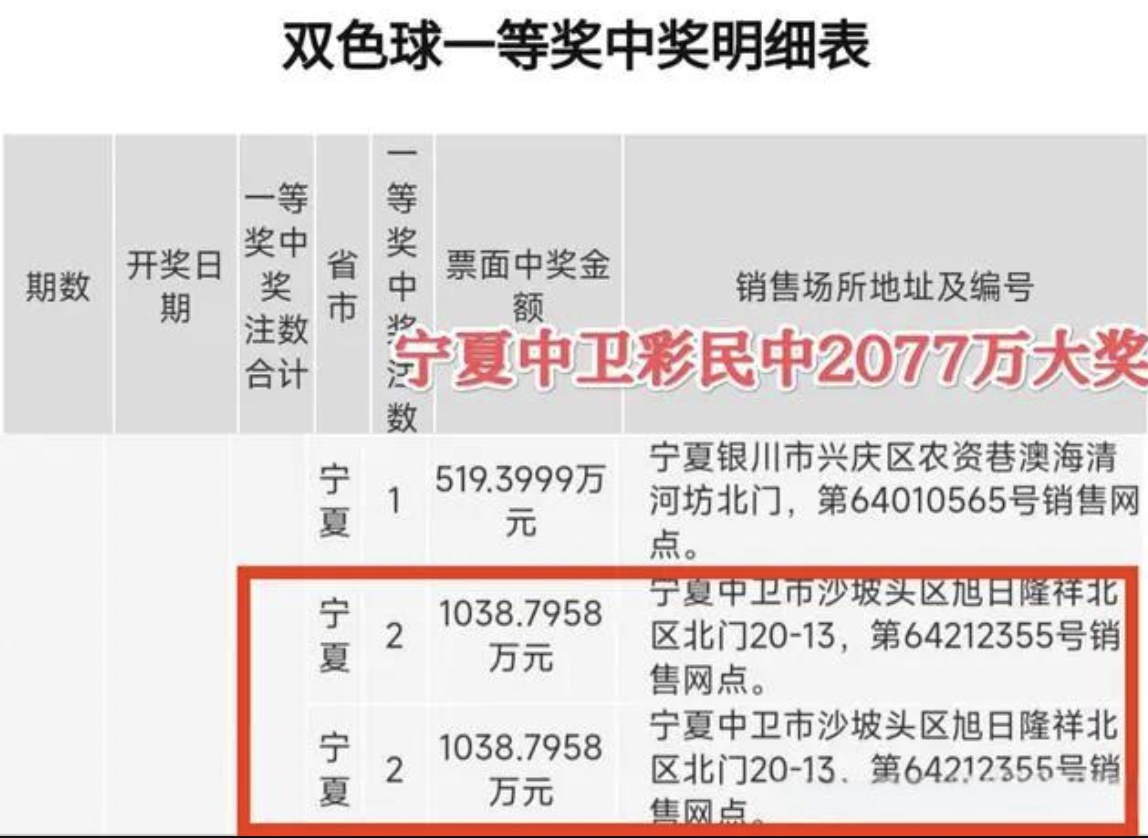 双色球一等奖中奖明细表
期数
开奖日
期
一等
奖中
奖
注数
合计
省
市
一
等
奖
中
奖
注
数
票面中奖金
额
销售场所地址及编号
宁夏中卫彩民中2077万大奖
宁
夏
1
519.3999万
元
宁夏银川市兴庆区农资巷澳海清
河坊北门，第64010565号销售网
点。
宁
夏
2
1038.7958
万元
宁夏中卫市沙坡头区旭日隆祥北
区北门20-13，第64212355号销
售网点。
宁
夏
2
1038.7958
万元
宁夏中卫市沙坡头区旭日隆祥北
区北门20-13，第64212355号销
售网点。